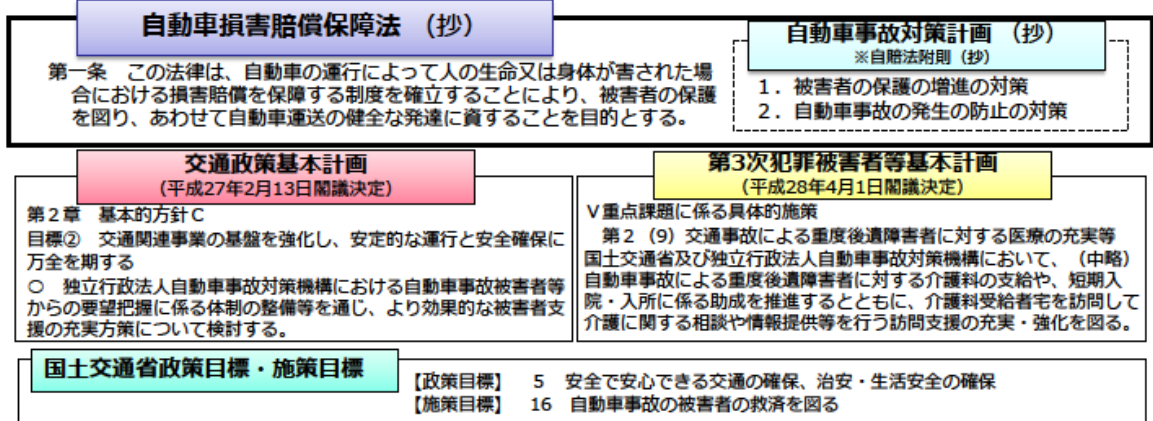 自動車損害賠償保障法 （抄）
第一条　この法律は、自動車の運行によって人の生命又は身体が害された場
合における損害賠償を保障する制度を確立することにより、被害者の保護
を図り、あわせて自動車運送の健全な発達に資することを目的とする。
自動車事故対策計画 （抄）
※自賠法附則（抄）
１．被害者の保護の増進の対策
２．自動車事故の発生の防止の対策
交通政策基本計画
（平成27年2月13日閣議決定）
第２章　基本的方針Ｃ
目標②　交通関連事業の基盤を強化し、安定的な運行と安全確保に
万全を期する
○　独立行政法人自動車事故対策機構における自動車事故被害者等
からの要望把握に係る体制の整備等を通じ、より効果的な被害者支
援の充実方策について検討する。
第3次犯罪被害者等基本計画
（平成28年4月1日閣議決定）
Ⅴ重点課題に係る具体的施策
第２（９）交通事故による重度後遺障害者に対する医療の充実等
国土交通省及び独立行政法人自動車事故対策機構において、（中略）
自動車事故による重度後遺障害者に対する介護料の支給や、短期入
院・入所に係る助成を推進するとともに、介護料受給者宅を訪問して
介護に関する相談や情報提供等を行う訪問支援の充実・強化を図る。
国土交通省政策目標・施策目標
【政策目標】　5　安全で安心できる交通の確保、治安・生活安全の確保
【施策目標】　16　自動車事故の被害者の救済を図る